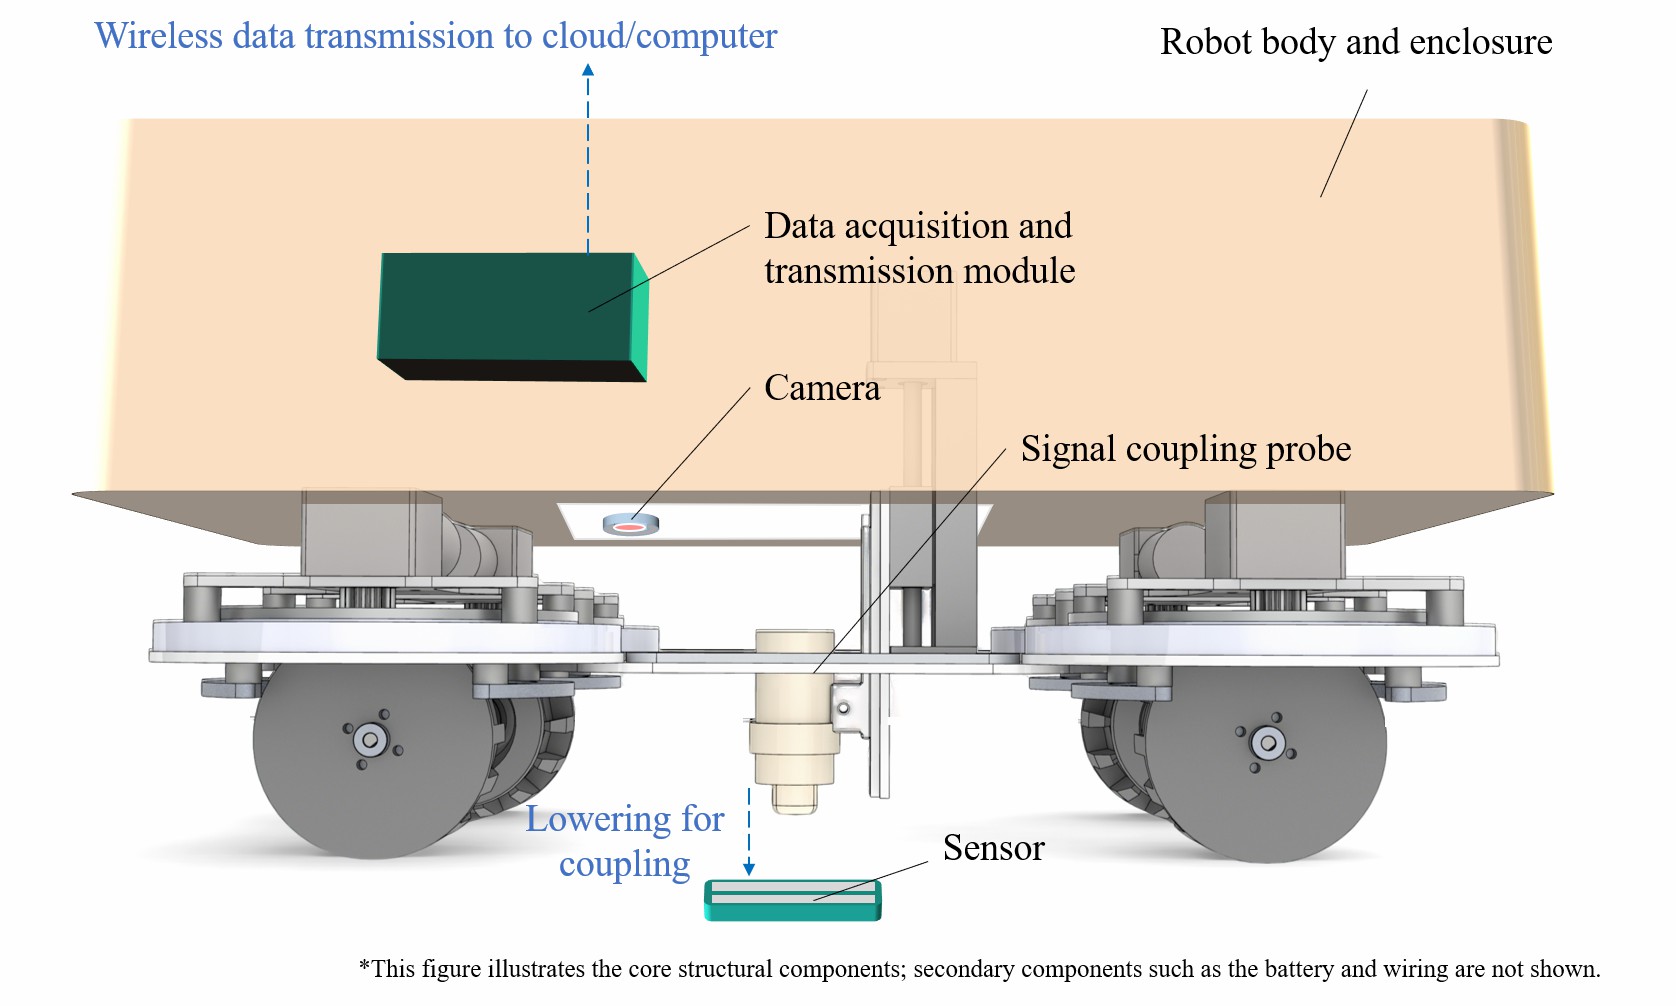 Wireless data transmission to cloud/computer
Robot body and enclosure
Data acquisition and
transmission module
Camera
Signal coupling probe
Lowering for
coupling
Sensor
*This figure illustrates the core structural components; secondary components such as the battery and wiring are not shown.